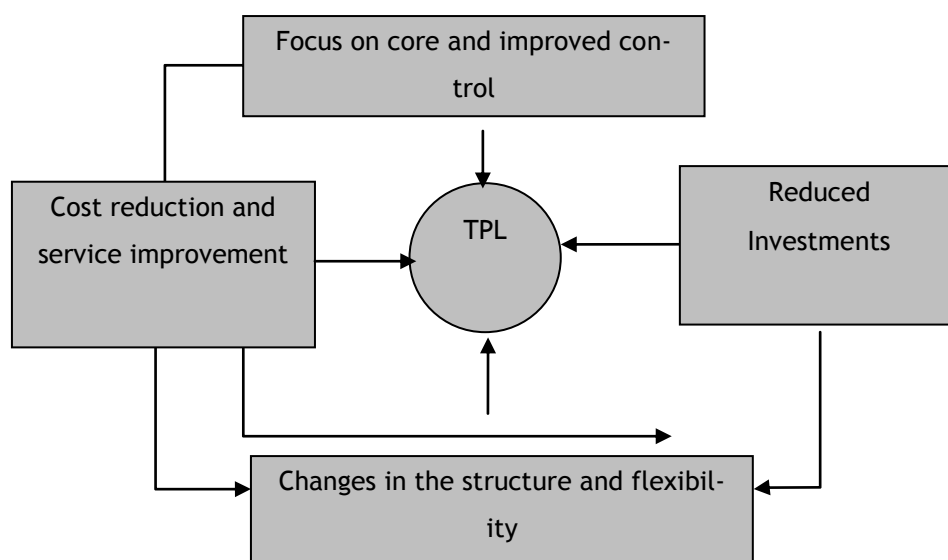 Focus on core and improved con-
trol
Cost reduction and
service improvement
TPL
Reduced
Investments
Changes in the structure and flexibil-
ity